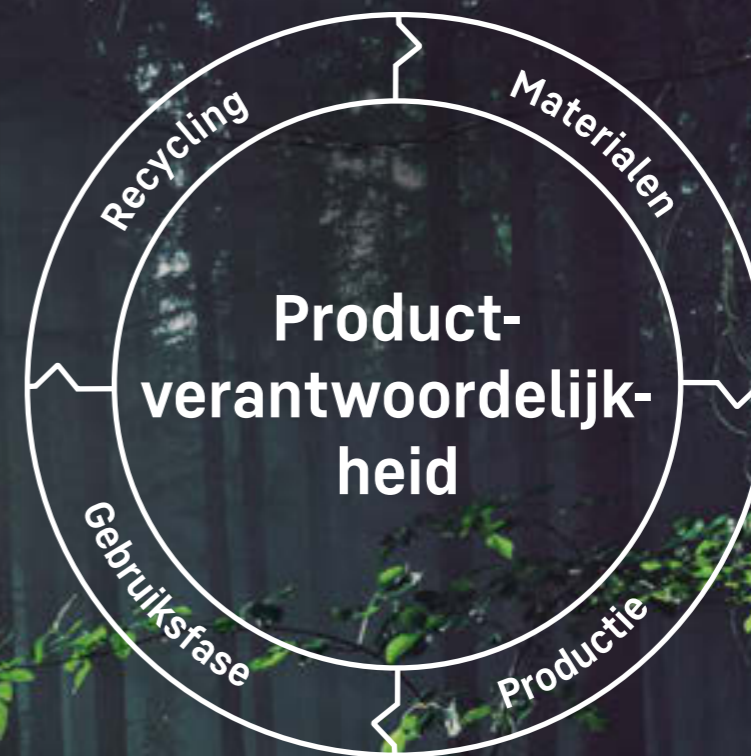 Recycling
Materialen
Product-
verantwoordelijk-
heid
Gebruiksfase
Productie